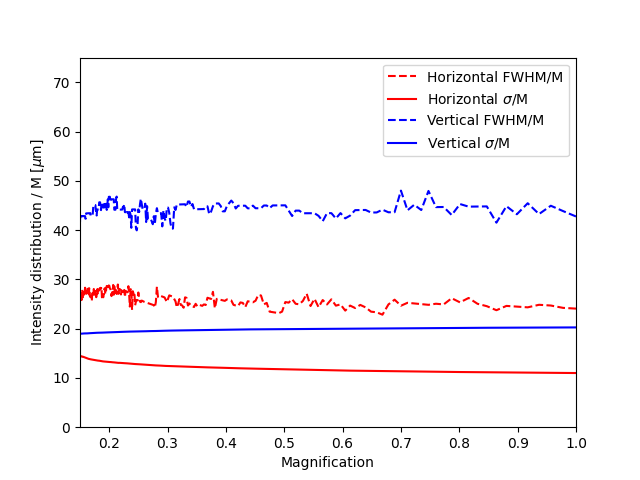 70
60
50
40
30
20
10
0
0.2 0.3 0.4 0.5 0.6 0.7 0.8 0.9 1.0
Magnification
Intensity distribution / M [μm]
Horizontal FWHM/M
Horizontal σ/M
Vertical FWHM/M
Vertical σ/M